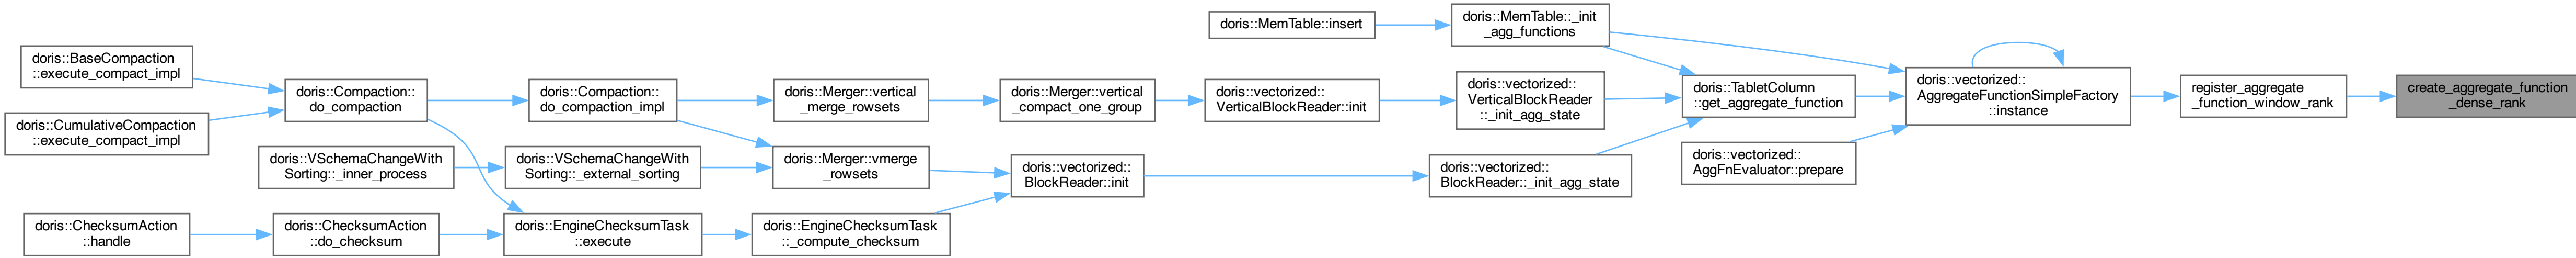 doris::BaseCompaction
::execute_compact_impl
doris::CumulativeCompaction
::execute_compact_impl
doris::Compaction::
do_compaction
doris::Compaction::
do_compaction_impl
doris::Merger::vertical
_merge_rowsets
doris::Merger::vertical
_compact_one_group
doris::vectorized::
VerticalBlockReader::init
doris::MemTable::insert
doris::MemTable::_init
_agg_functions
doris::vectorized::
VerticalBlockReader
::_init_agg_state
doris::TabletColumn
::get_aggregate_function
doris::vectorized::
AggregateFunctionSimpleFactory
::instance
register_aggregate
_function_window_rank
create_aggregate_function
_dense_rank
doris::VSchemaChangeWith
Sorting::_inner_process
doris::VSchemaChangeWith
Sorting::_external_sorting
doris::Merger::vmerge
_rowsets
doris::vectorized::
BlockReader::init
doris::vectorized::
BlockReader::_init_agg_state
doris::vectorized::
AggFnEvaluator::prepare
doris::ChecksumAction
::handle
doris::ChecksumAction
::do_checksum
doris::EngineChecksumTask
::execute
doris::EngineChecksumTask
::_compute_checksum